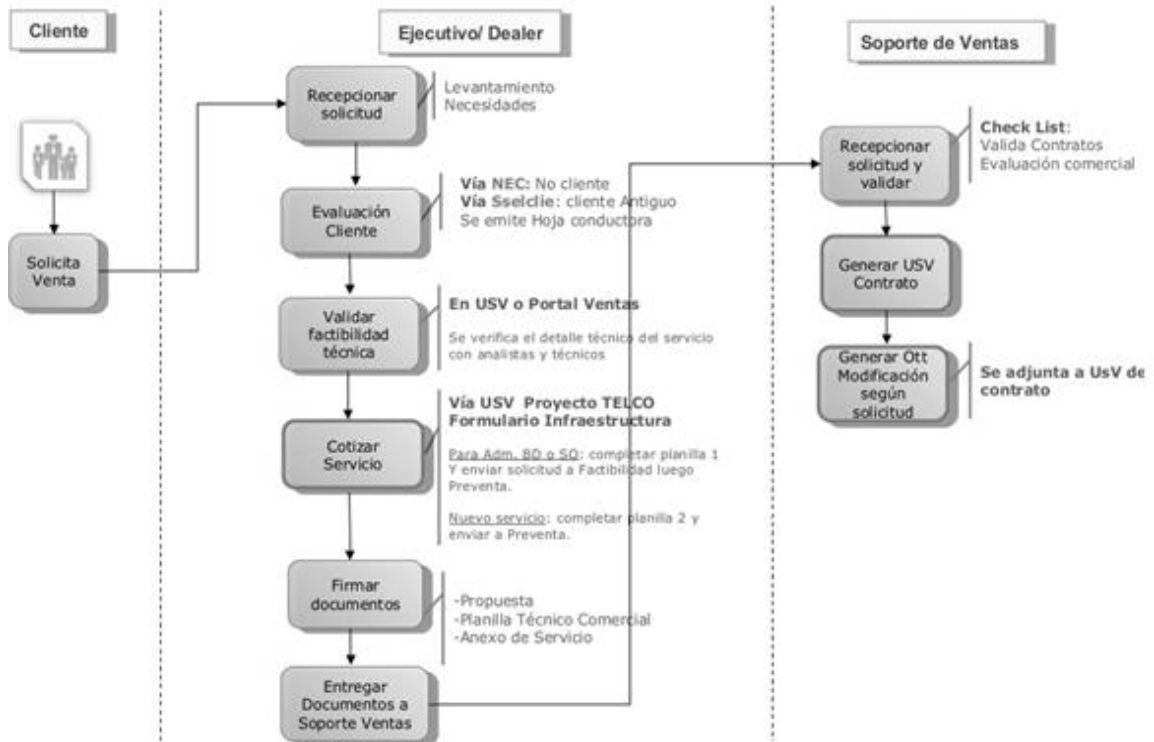 Cliente
Solicita
Venta
Ejecutivo/ Dealer
Recepcionar
solicitud
Levantamiento
Necesidades
Evaluación
Cliente
Vía NEC: No cliente
Vía Sselclie: cliente Antiguo
Se emite Hoja conductora
Validar
factibilidad
técnica
En USV o Portal Ventas
Se verifica el detalle técnico del servicio
con analistas y técnicos
Cotizar
Servicio
Vía USV Proyecto TELCO
Formulario Infraestructura
Para Adm. BD o SO: completar planilla 1
Y enviar solicitud a Factibilidad luego
Preventa.
Nuevo servicio: completar planilla 2 y
enviar a Preventa.
Firmar
documentos
-Propuesta
-Planilla Técnico Comercial
-Anexo de Servicio
Entregar
Documentos a
Soporte Ventas
Soporte de Ventas
Recepcionar
solicitud y
validar
Check List:
Valida Contratos
Evaluación comercial
Generar USV
Contrato
Generar Ott
Modificación
según
solicitud
Se adjunta a UsV de
contrato